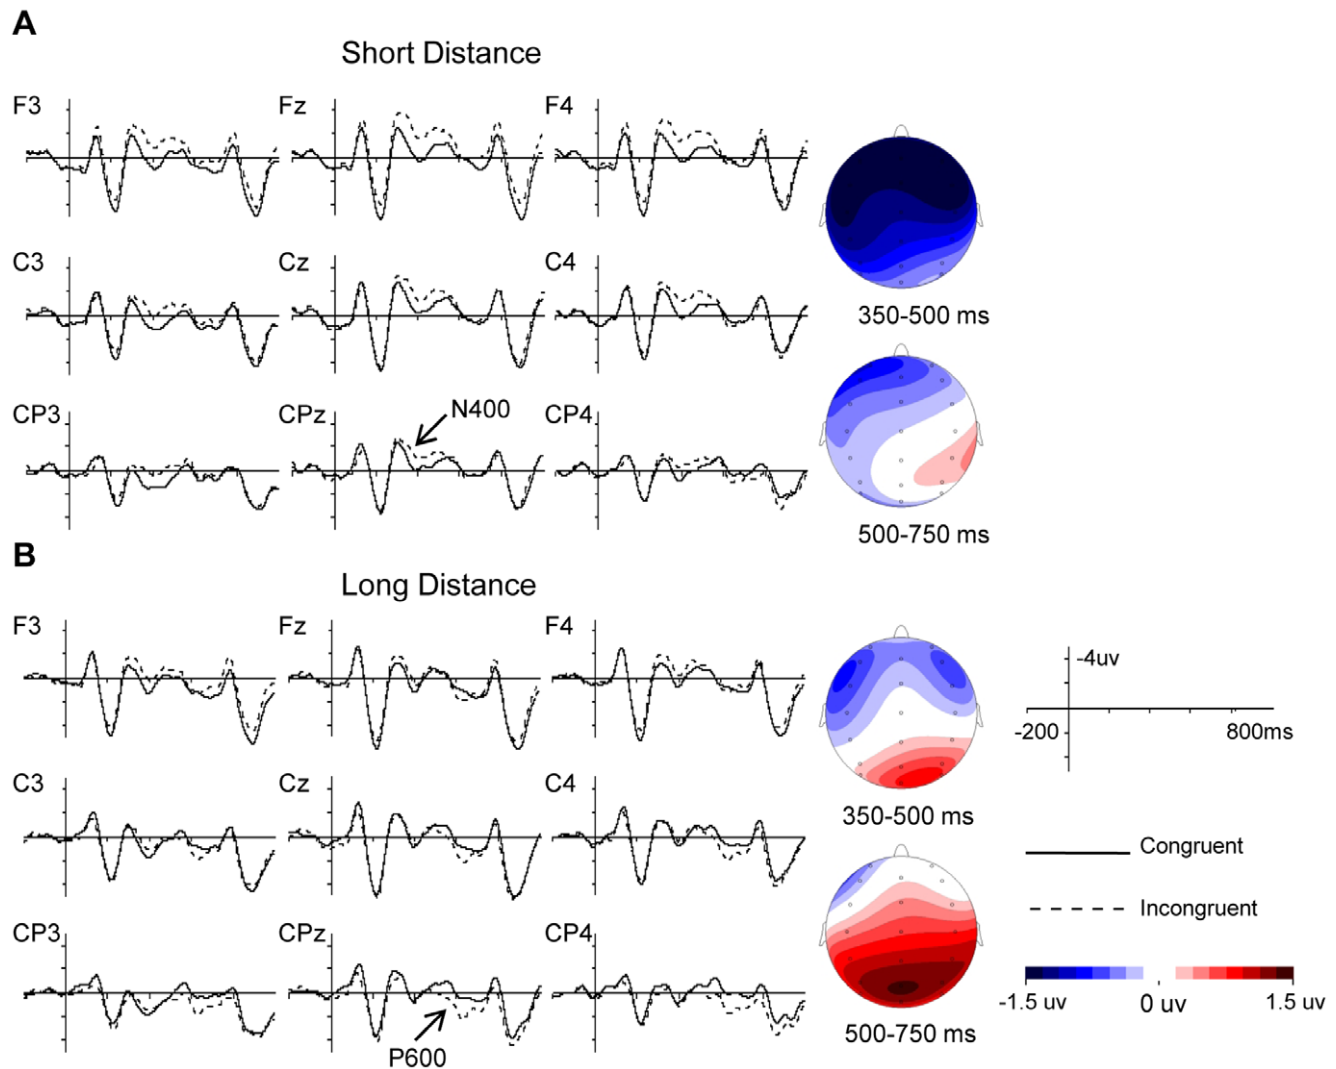 A
Short Distance
F3
Fz
F4
C3
Cz
C4
350-500 ms
CP3
CPz
N400
CP4
500-750 ms
B
Long Distance
F3
Fz
F4
-4uv
-200
800ms
C3
Cz
C4
350-500 ms
Congruent
Incongruent
CP3
CPz
CP4
P600
500-750 ms
-1.5 uv
0 uv
1.5 uv